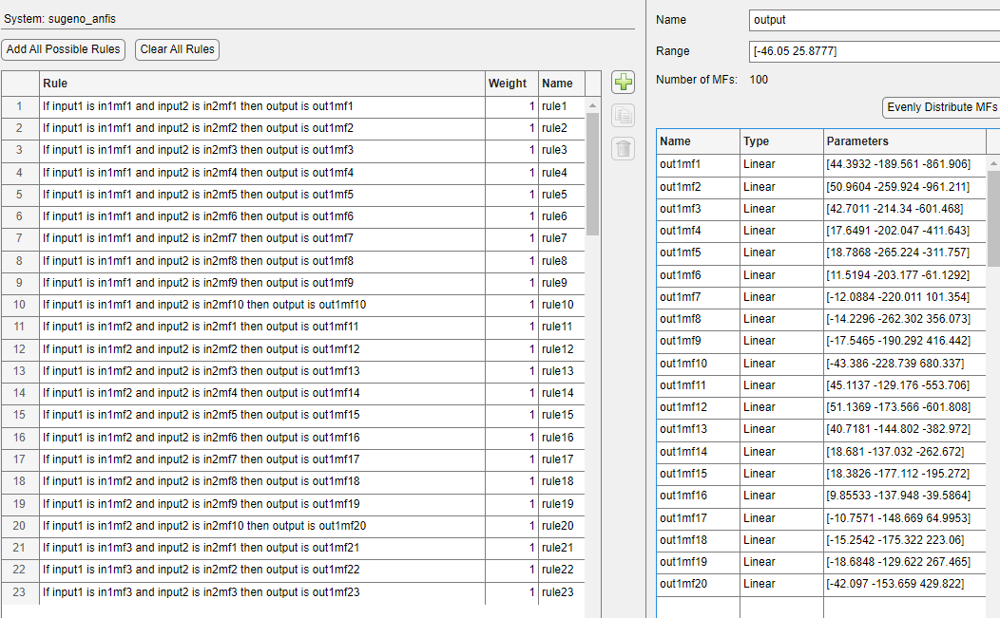 System: sugeno_anfis
Add All Possible Rules Clear All Rules
Rule Weight Name
1 If input1 is in1mf1 and input2 is in2mf1 then output is out1mf1 1 rule1
2 If input1 is in1mf1 and input2 is in2mf2 then output is out1mf2 1 rule2
3 If input1 is in1mf1 and input2 is in2mf3 then output is out1mf3 1 rule3
4 If input1 is in1mf1 and input2 is in2mf4 then output is out1mf4 1 rule4
5 If input1 is in1mf1 and input2 is in2mf5 then output is out1mf5 1 rule5
6 If input1 is in1mf1 and input2 is in2mf6 then output is out1mf6 1 rule6
7 If input1 is in1mf1 and input2 is in2mf7 then output is out1mf7 1 rule7
8 If input1 is in1mf1 and input2 is in2mf8 then output is out1mf8 1 rule8
9 If input1 is in1mf1 and input2 is in2mf9 then output is out1mf9 1 rule9
10 If input1 is in1mf1 and input2 is in2mf10 then output is out1mf10 1 rule10
11 If input1 is in1mf2 and input2 is in2mf1 then output is out1mf11 1 rule11
12 If input1 is in1mf2 and input2 is in2mf2 then output is out1mf12 1 rule12
13 If input1 is in1mf2 and input2 is in2mf3 then output is out1mf13 1 rule13
14 If input1 is in1mf2 and input2 is in2mf4 then output is out1mf14 1 rule14
15 If input1 is in1mf2 and input2 is in2mf5 then output is out1mf15 1 rule15
16 If input1 is in1mf2 and input2 is in2mf6 then output is out1mf16 1 rule16
17 If input1 is in1mf2 and input2 is in2mf7 then output is out1mf17 1 rule17
18 If input1 is in1mf2 and input2 is in2mf8 then output is out1mf18 1 rule18
19 If input1 is in1mf2 and input2 is in2mf9 then output is out1mf19 1 rule19
20 If input1 is in1mf2 and input2 is in2mf10 then output is out1mf20 1 rule20
21 If input1 is in1mf3 and input2 is in2mf1 then output is out1mf21 1 rule21
22 If input1 is in1mf3 and input2 is in2mf2 then output is out1mf22 1 rule22
23 If input1 is in1mf3 and input2 is in2mf3 then output is out1mf23 1 rule23
Name output
Range [-46.05 25.8777]
Number of MFs: 100
Evenly Distribute MFs
Name Type Parameters
out1mf1 Linear [44.3932 -189.561 -861.906]
out1mf2 Linear [50.9604 -259.924 -961.211]
out1mf3 Linear [42.7011 -214.34 -601.468]
out1mf4 Linear [17.6491 -202.047 -411.643]
out1mf5 Linear [18.7868 -265.224 -311.757]
out1mf6 Linear [11.5194 -203.177 -61.1292]
out1mf7 Linear [-12.0884 -220.011 101.354]
out1mf8 Linear [-14.2296 -262.302 356.073]
out1mf9 Linear [-17.5465 -190.292 416.442]
out1mf10 Linear [-43.386 -228.739 680.337]
out1mf11 Linear [45.1137 -129.176 -553.706]
out1mf12 Linear [51.1369 -173.566 -601.808]
out1mf13 Linear [40.7181 -144.802 -382.972]
out1mf14 Linear [18.681 -137.032 -262.672]
out1mf15 Linear [18.3826 -177.112 -195.272]
out1mf16 Linear [9.85533 -137.948 -39.5864]
out1mf17 Linear [-10.7571 -148.669 64.9953]
out1mf18 Linear [-15.2542 -175.322 223.06]
out1mf19 Linear [-18.6848 -129.622 267.465]
out1mf20 Linear [-42.097 -153.659 429.822]